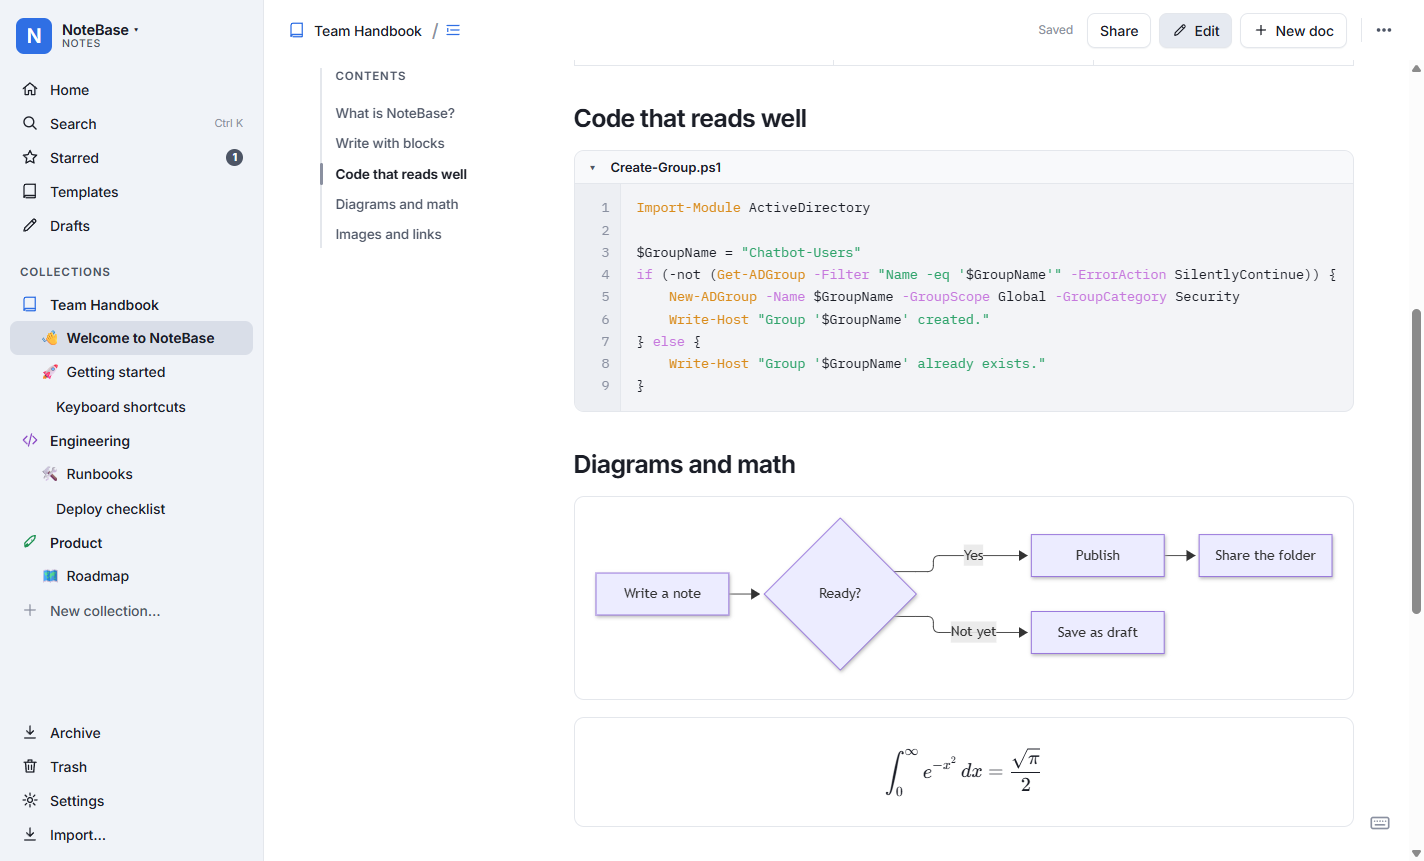 N
NoteBase
NOTES
Home
Search Ctrl K
Starred 1
Templates
Drafts
COLLECTIONS
Team Handbook
👋 Welcome to NoteBase
🚀 Getting started
Keyboard shortcuts
Engineering
🛠️ Runbooks
Deploy checklist
Product
🗺️ Roadmap
+ New collection...
Archive
Trash
Settings
Import...
Team Handbook /
Saved
Share
Edit
+ New doc
CONTENTS
What is NoteBase?
Write with blocks
Code that reads well
Diagrams and math
Images and links
Code that reads well
Create-Group.ps1
1 Import-Module ActiveDirectory
2
3 $GroupName = "Chatbot-Users"
4 if (-not (Get-ADGroup -Filter "Name -eq '$GroupName'" -ErrorAction SilentlyContinue)) {
5     New-ADGroup -Name $GroupName -GroupScope Global -GroupCategory Security
6     Write-Host "Group '$GroupName' created."
7 } else {
8     Write-Host "Group '$GroupName' already exists."
9 }
Diagrams and math
Write a note
Ready?
Yes
Publish
Share the folder
Not yet
Save as draft
∫₀^∞ e^{-x²} dx = √π / 2